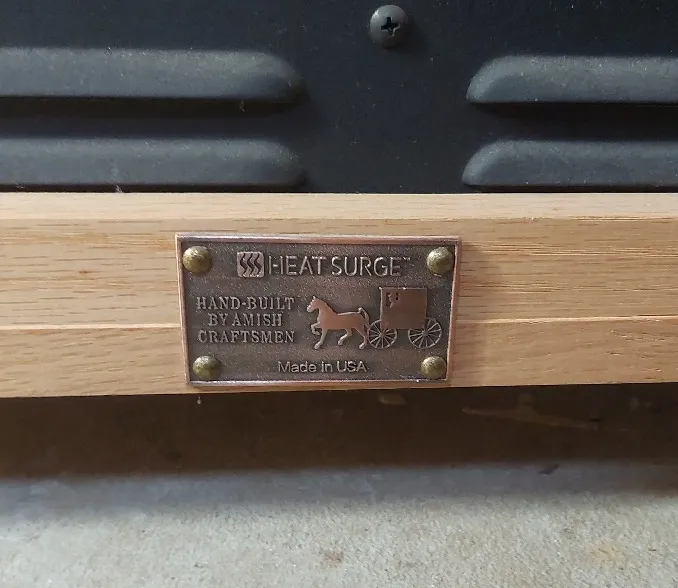 HEAT SURGE™
HAND-BUILT
BY AMISH
CRAFTSMEN
Made in USA